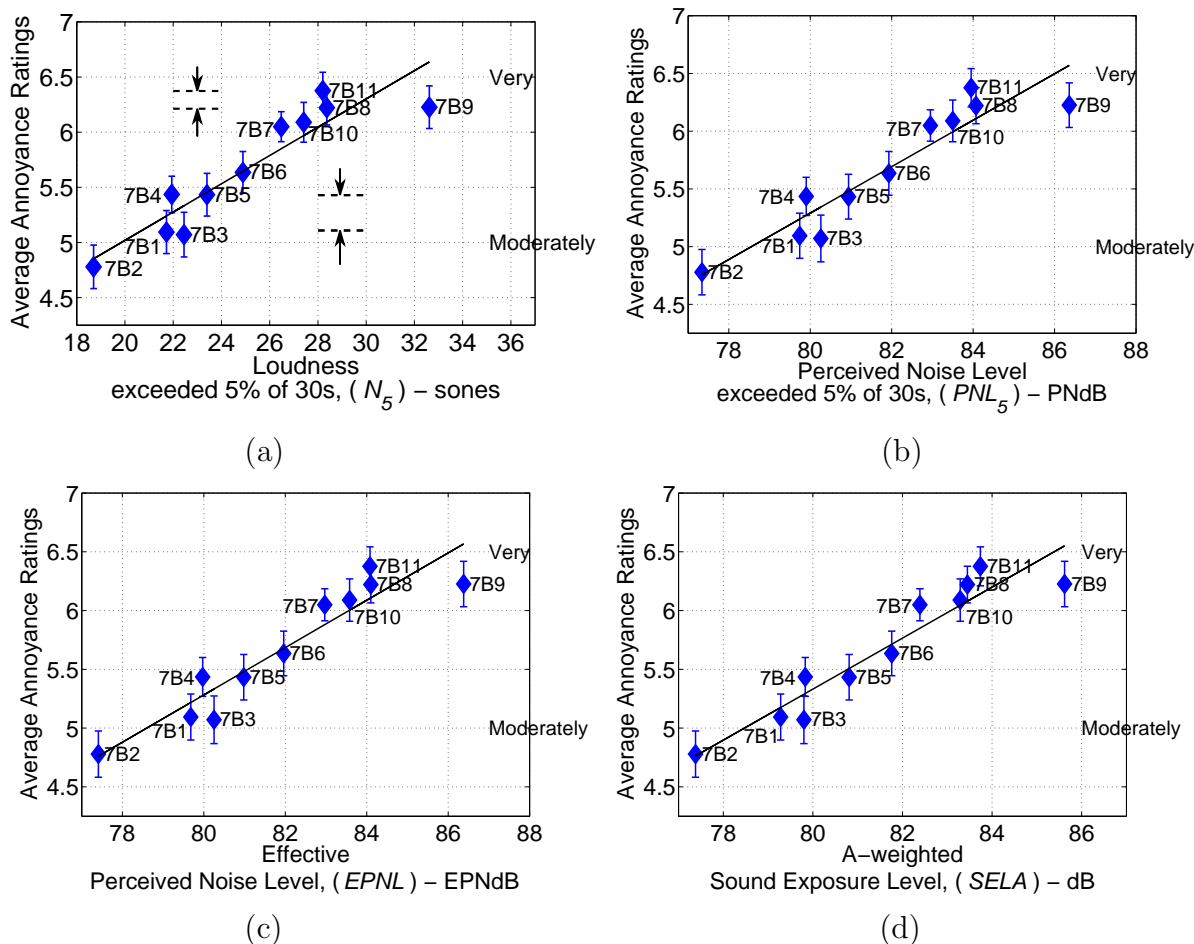 7
6.5
6
5.5
5
4.5
Average Annoyance Ratings
Very
Moderately
7B11
7B8
7B9
7B7
7B10
7B6
7B4
7B5
7B1
7B3
7B2
18 20 22 24 26 28 30 32 34 36
Loudness
exceeded 5% of 30s, ( N5 ) − sones
(a)
7
6.5
6
5.5
5
4.5
Average Annoyance Ratings
Very
Moderately
7B11
7B8
7B9
7B7
7B10
7B6
7B4
7B5
7B1
7B3
7B2
78 80 82 84 86 88
Perceived Noise Level
exceeded 5% of 30s, ( PNL5 ) − PNdB
(b)
7
6.5
6
5.5
5
4.5
Average Annoyance Ratings
Very
Moderately
7B11
7B8
7B9
7B7
7B10
7B6
7B4
7B5
7B1
7B3
7B2
78 80 82 84 86 88
Effective
Perceived Noise Level, ( EPNL ) − EPNdB
(c)
7
6.5
6
5.5
5
4.5
Average Annoyance Ratings
Very
Moderately
7B11
7B8
7B9
7B7
7B10
7B6
7B4
7B5
7B1
7B3
7B2
78 80 82 84 86
A−weighted
Sound Exposure Level, ( SELA ) − dB
(d)